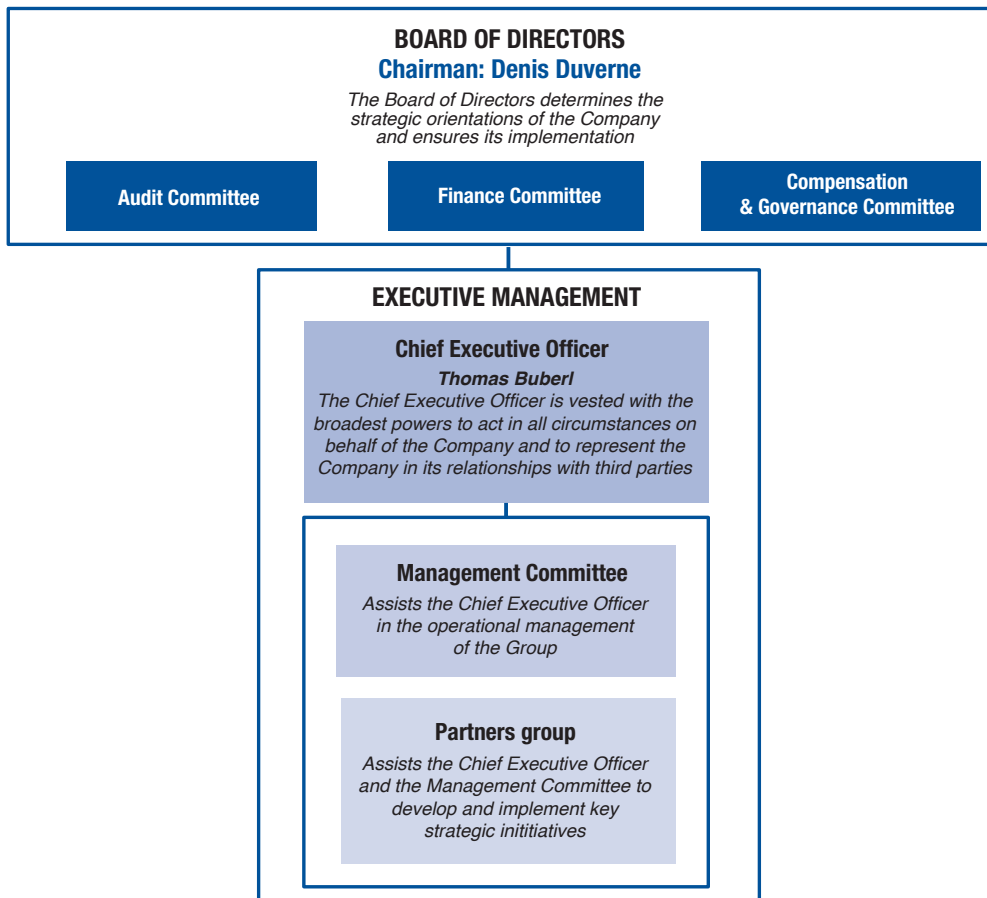 BOARD OF DIRECTORS
Chairman: Denis Duverne
The Board of Directors determines the
strategic orientations of the Company
and ensures its implementation
Audit Committee
Finance Committee
Compensation
& Governance Committee
EXECUTIVE MANAGEMENT
Chief Executive Officer
Thomas Buberl
The Chief Executive Officer is vested with the
broadest powers to act in all circumstances on
behalf of the Company and to represent the
Company in its relationships with third parties
Management Committee
Assists the Chief Executive Officer
in the operational management
of the Group
Partners group
Assists the Chief Executive Officer
and the Management Committee to
develop and implement key
strategic inititiatives